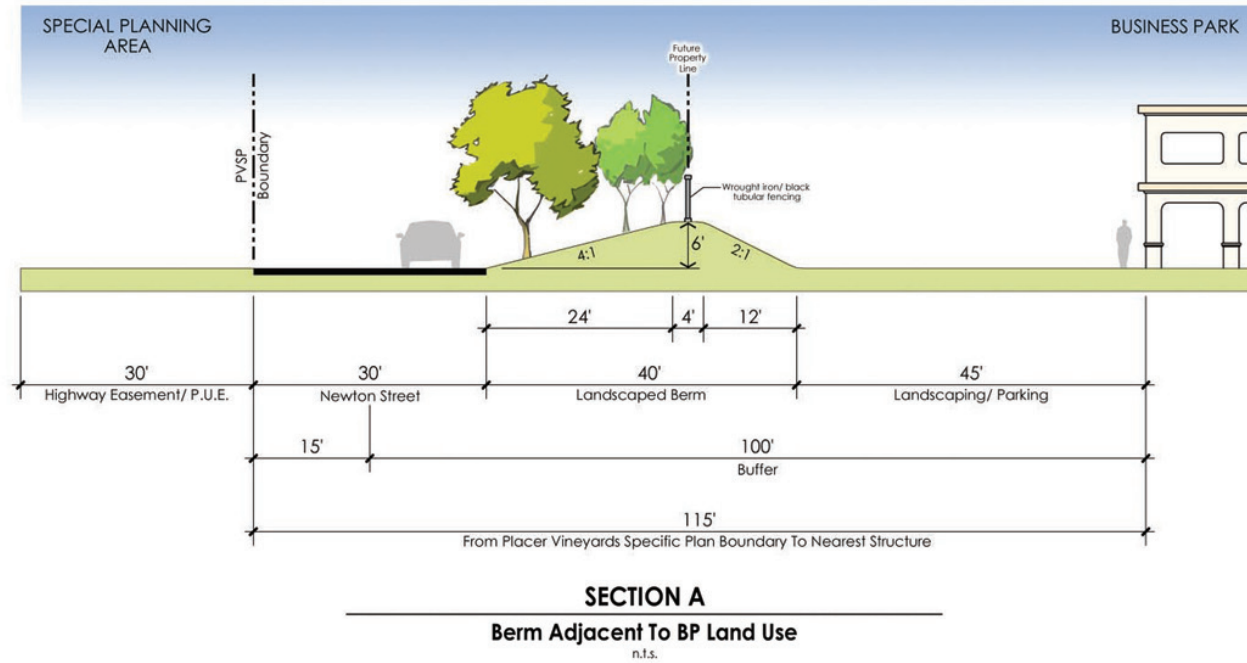 SPECIAL PLANNING
AREA
BUSINESS PARK
Future
Property
Line
PVSP
Boundary
Wrought iron/ black
tubular fencing
4:1
6'
2:1
24'
4'
12'
30'
30'
40'
45'
Highway Easement/ P.U.E.
Newton Street
Landscaped Berm
Landscaping/ Parking
15'
100'
Buffer
115'
From Placer Vineyards Specific Plan Boundary To Nearest Structure
SECTION A
Berm Adjacent To BP Land Use
n.t.s.